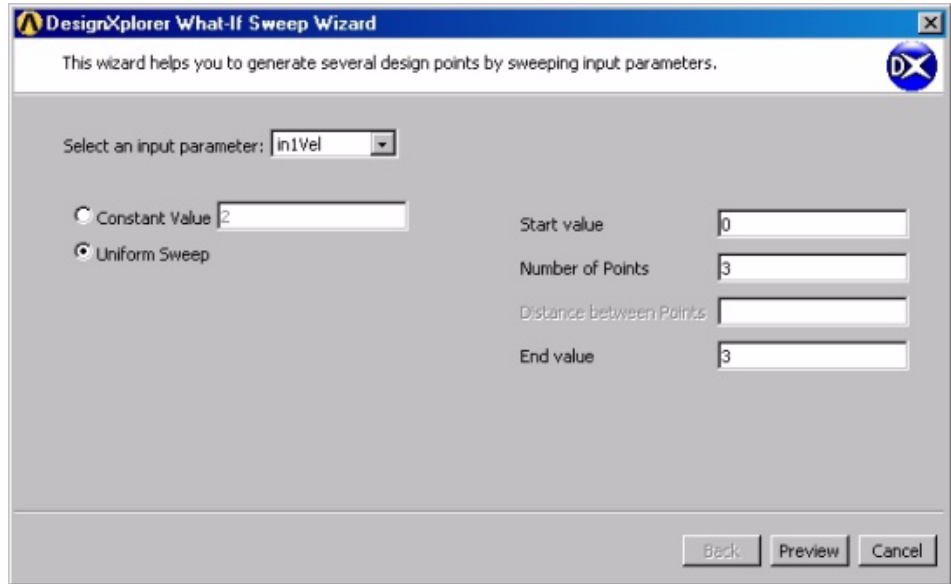 DesignXplorer What-If Sweep Wizard
This wizard helps you to generate several design points by sweeping input parameters.
DX
Select an input parameter: in1Vel
Constant Value 2
Uniform Sweep
Start value 0
Number of Points 3
Distance between Points
End value 3
Back Preview Cancel